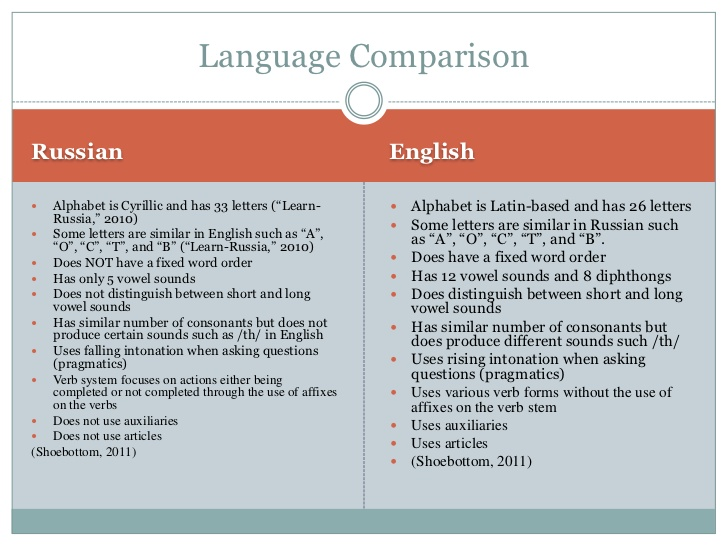 Language Comparison
Russian
• Alphabet is Cyrillic and has 33 letters (“Learn-
Russia,” 2010)
• Some letters are similar in English such as “A”,
“O”, “C”, “T”, and “B” (“Learn-Russia,” 2010)
• Does NOT have a fixed word order
• Has only 5 vowel sounds
• Does not distinguish between short and long
vowel sounds
• Has similar number of consonants but does not
produce certain sounds such as /th/ in English
• Uses falling intonation when asking questions
(pragmatics)
• Verb system focuses on actions either being
completed or not completed through the use of affixes
on the verbs
• Does not use auxiliaries
• Does not use articles
(Shoebottom, 2011)
English
• Alphabet is Latin-based and has 26 letters
• Some letters are similar in Russian such
as “A”, “O”, “C”, “T”, and “B”.
• Does have a fixed word order
• Has 12 vowel sounds and 8 diphthongs
• Does distinguish between short and long
vowel sounds
• Has similar number of consonants but
does produce different sounds such /th/
• Uses rising intonation when asking
questions (pragmatics)
• Uses various verb forms without the use of
affixes on the verb stem
• Uses auxiliaries
• Uses articles
• (Shoebottom, 2011)